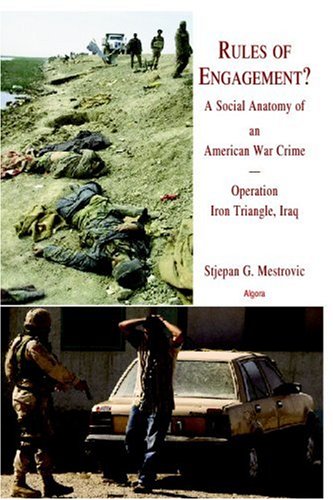 RULES OF
ENGAGEMENT?
A Social Anatomy of
an
American War Crime
—
Operation
Iron Triangle, Iraq
Stjepan G. Mestrovic
Algora